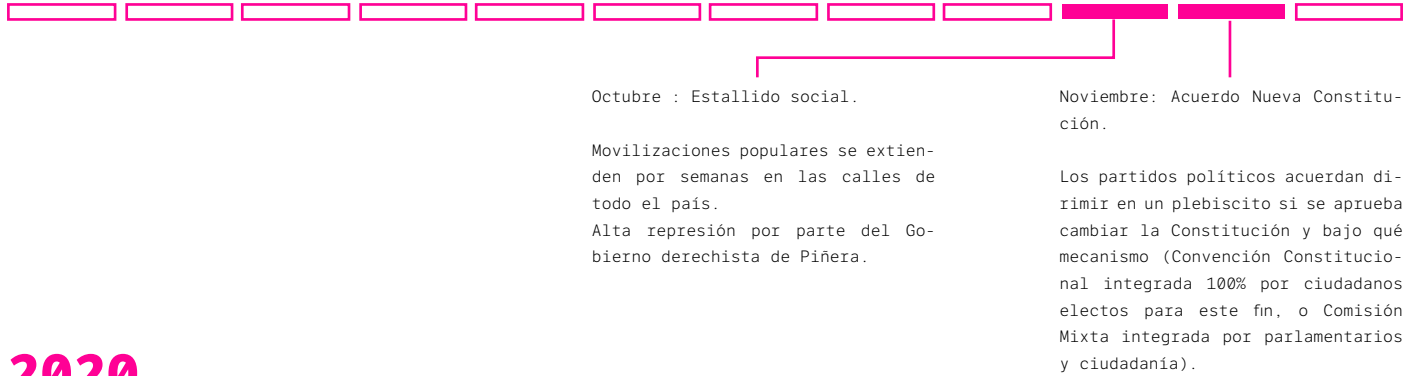 Octubre : Estallido social.
Movilizaciones populares se extien-
den por semanas en las calles de
todo el país.
Alta represión por parte del Go-
bierno derechista de Piñera.
Noviembre: Acuerdo Nueva Constitu-
ción.
Los partidos políticos acuerdan di-
rimir en un plebiscito si se aprueba
cambiar la Constitución y bajo qué
mecanismo (Convención Constitucio-
nal integrada 100% por ciudadanos
electos para este fin, o Comisión
Mixta integrada por parlamentarios
y ciudadanía).
2020